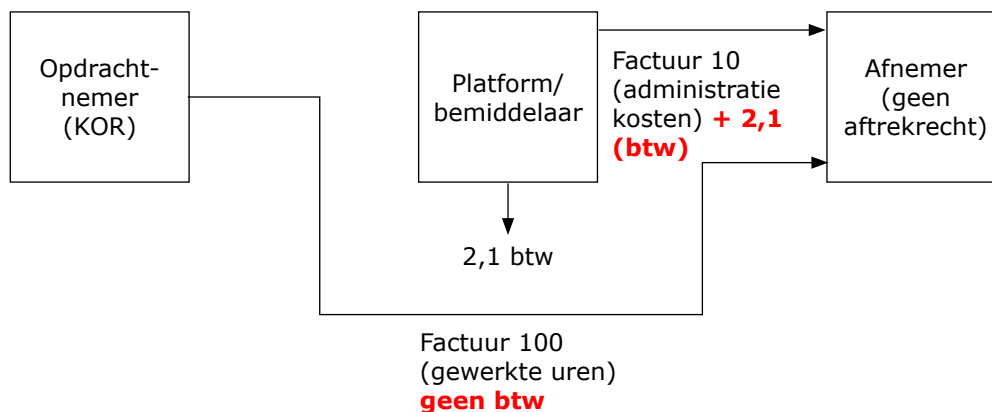 Opdracht-
nemer
(KOR)
Platform/
bemiddelaar
Factuur 10
(administratie
kosten) + 2,1
(btw)
Afnemer
(geen
aftrekrecht)
2,1 btw
Factuur 100
(gewerkte uren)
geen btw